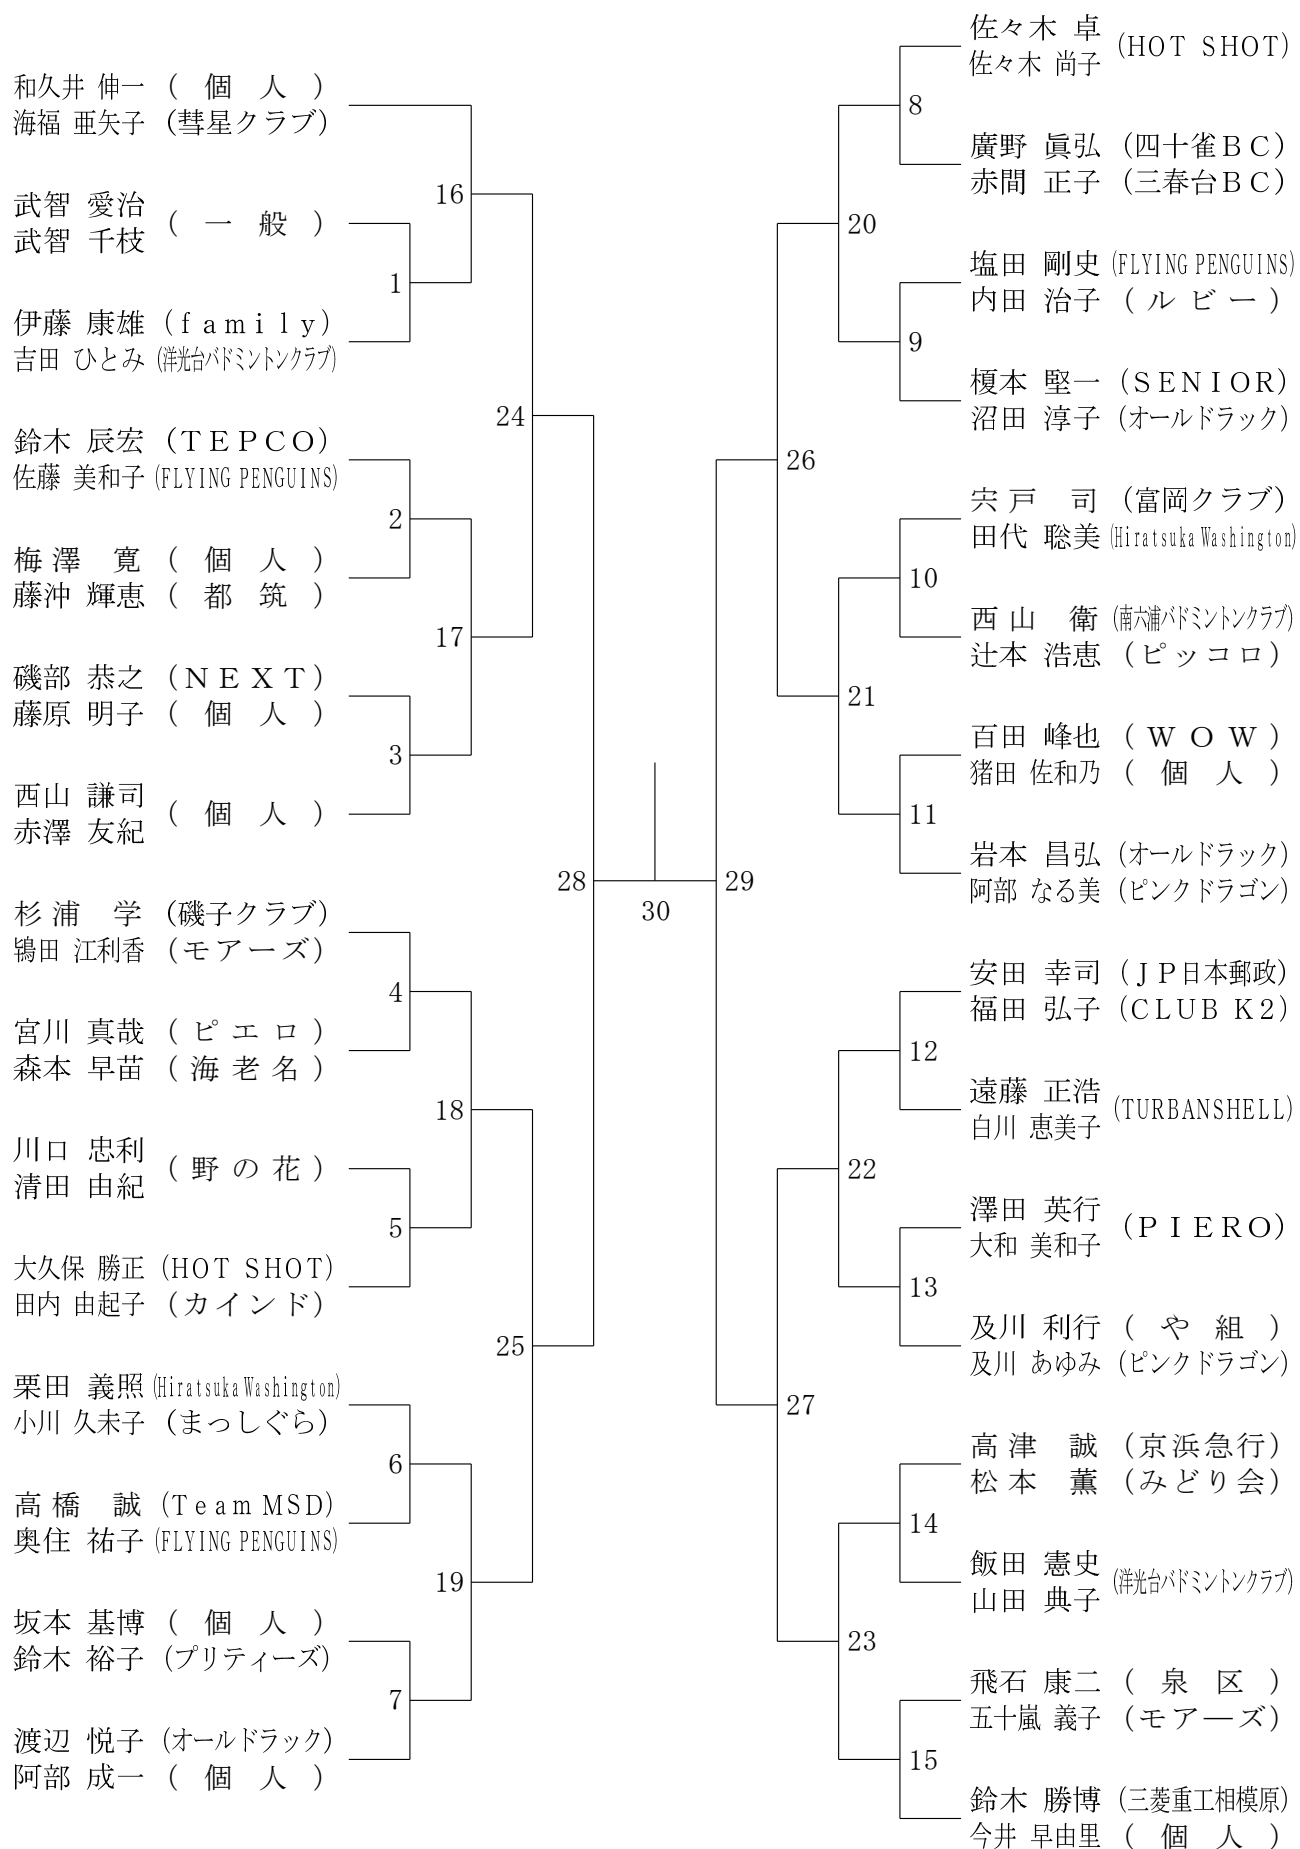 和久井 伸一 （ 個 人 ）
海福 亜矢子 （彗星クラブ）
16
武智 愛治
武智 千枝
（ 一 般 ）
1
伊藤 康雄 （ｆａｍｉｌｙ）
吉田 ひとみ （洋光台バドミントンクラブ）
24
鈴木 辰宏 （ＴＥＰＣＯ）
佐藤 美和子 (FLYING PENGUINS)
2
梅澤 寛 （ 個 人 ）
藤沖 輝恵 （ 都 筑 ）
17
磯部 恭之 （ＮＥＸＴ）
藤原 明子 （ 個 人 ）
3
西山 謙司
赤澤 友紀
（ 個 人 ）
28
杉浦 学 （磯子クラブ）
鴇田 江利香 （モアーズ）
4
宮川 真哉 （ピエロ）
森本 早苗 （海老名）
18
川口 忠利
清田 由紀
（野の花）
5
大久保 勝正 (HOT SHOT)
田内 由起子 （カインド）
25
栗田 義照 (Hiratsuka Washington)
小川 久未子 （まっしぐら）
6
高橋 誠 (Team MSD)
奥住 祐子 (FLYING PENGUINS)
19
坂本 基博 （ 個 人 ）
鈴木 裕子 （プリティーズ）
7
渡辺 悦子 （オールドラック）
阿部 成一 （ 個 人 ）
30
佐々木 卓
佐々木 尚子
(HOT SHOT)
8
廣野 眞弘 （四十雀ＢＣ）
赤間 正子 （三春台ＢＣ）
20
塩田 剛史 (FLYING PENGUINS)
内田 治子 （ルビー）
9
榎本 堅一 （ＳＥＮＩＯＲ）
沼田 淳子 （オールドラック）
26
宍戸 司 （富岡クラブ）
田代 聡美 (Hiratsuka Washington)
10
西山 衛 （南六浦バドミントンクラブ）
辻本 浩恵 （ピッコロ）
21
百田 峰也 （ＷＯＷ）
猪田 佐和乃 （ 個 人 ）
11
岩本 昌弘 （オールドラック）
阿部 なる美 （ピンクドラゴン）
29
安田 幸司 （ＪＰ日本郵政）
福田 弘子 (CLUB K2)
12
遠藤 正浩
白川 恵美子
(TURBANSHELL)
22
澤田 英行
大和 美和子
（ＰＩＥＲＯ）
13
及川 利行 （ や 組 ）
及川 あゆみ （ピンクドラゴン）
27
高津 誠 （京浜急行）
松本 薫 （みどり会）
14
飯田 憲史
山田 典子
（洋光台バドミントンクラブ）
23
飛石 康二 （ 泉 区 ）
五十嵐 義子 （モア―ズ）
15
鈴木 勝博 （三菱重工相模原）
今井 早由里 （ 個 人 ）